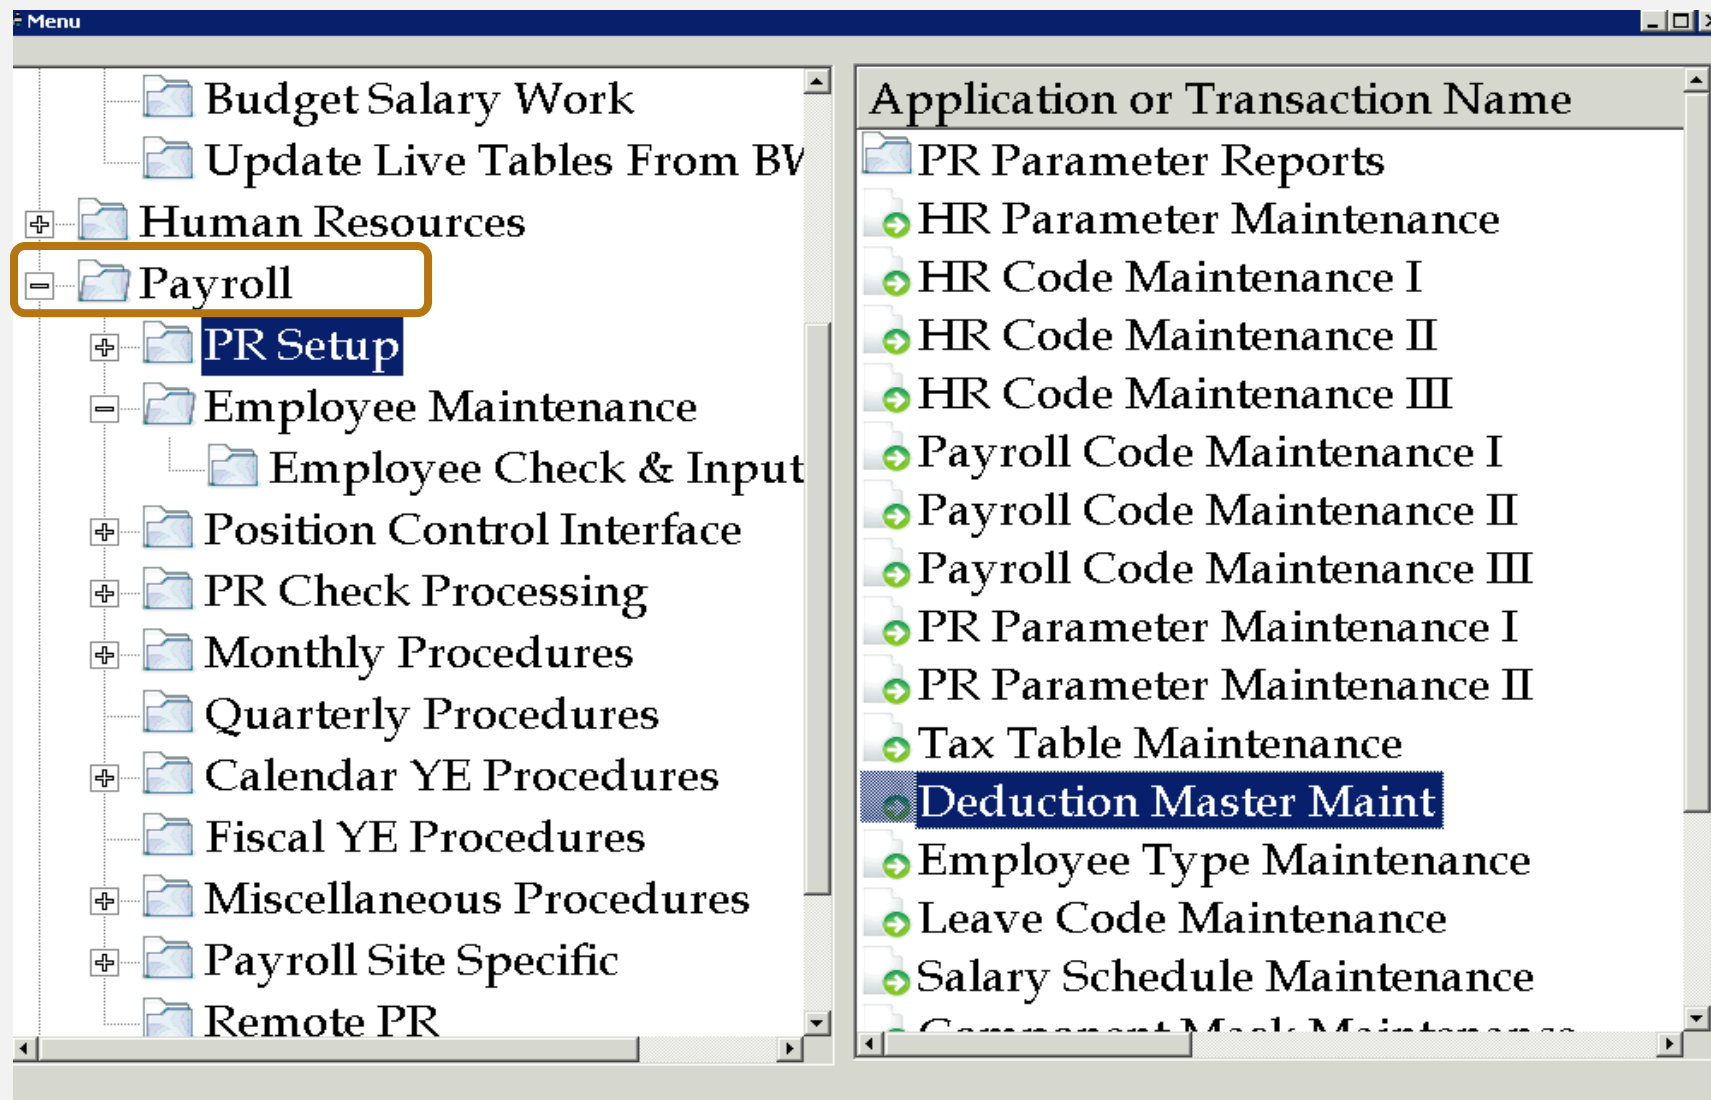 Menu
Budget Salary Work
Update Live Tables From
Human Resources
Payroll
PR Setup
Employee Maintenance
Employee Check & Input
Position Control Interface
PR Check Processing
Monthly Procedures
Quarterly Procedures
Calendar YE Procedures
Fiscal YE Procedures
Miscellaneous Procedures
Payroll Site Specific
Remote PR
Application or Transaction Name
PR Parameter Reports
HR Parameter Maintenance
HR Code Maintenance I
HR Code Maintenance II
HR Code Maintenance III
Payroll Code Maintenance I
Payroll Code Maintenance II
Payroll Code Maintenance III
PR Parameter Maintenance I
PR Parameter Maintenance II
Tax Table Maintenance
Deduction Master Maint
Employee Type Maintenance
Leave Code Maintenance
Salary Schedule Maintenance
Component Mask Maintenance